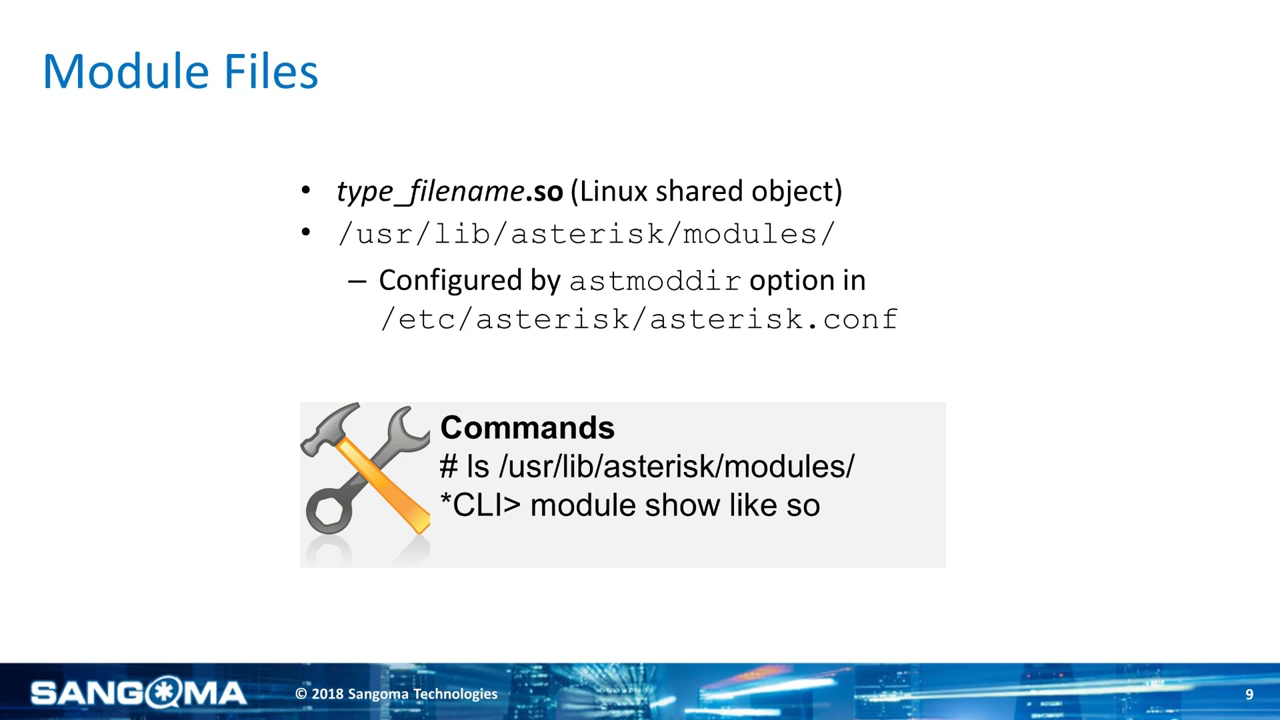 Module Files
• type_filename.so (Linux shared object)
• /usr/lib/asterisk/modules/
– Configured by astmoddir option in
/etc/asterisk/asterisk.conf
Commands
# ls /usr/lib/asterisk/modules/
*CLI> module show like so
SANGOMA
© 2018 Sangoma Technologies
9